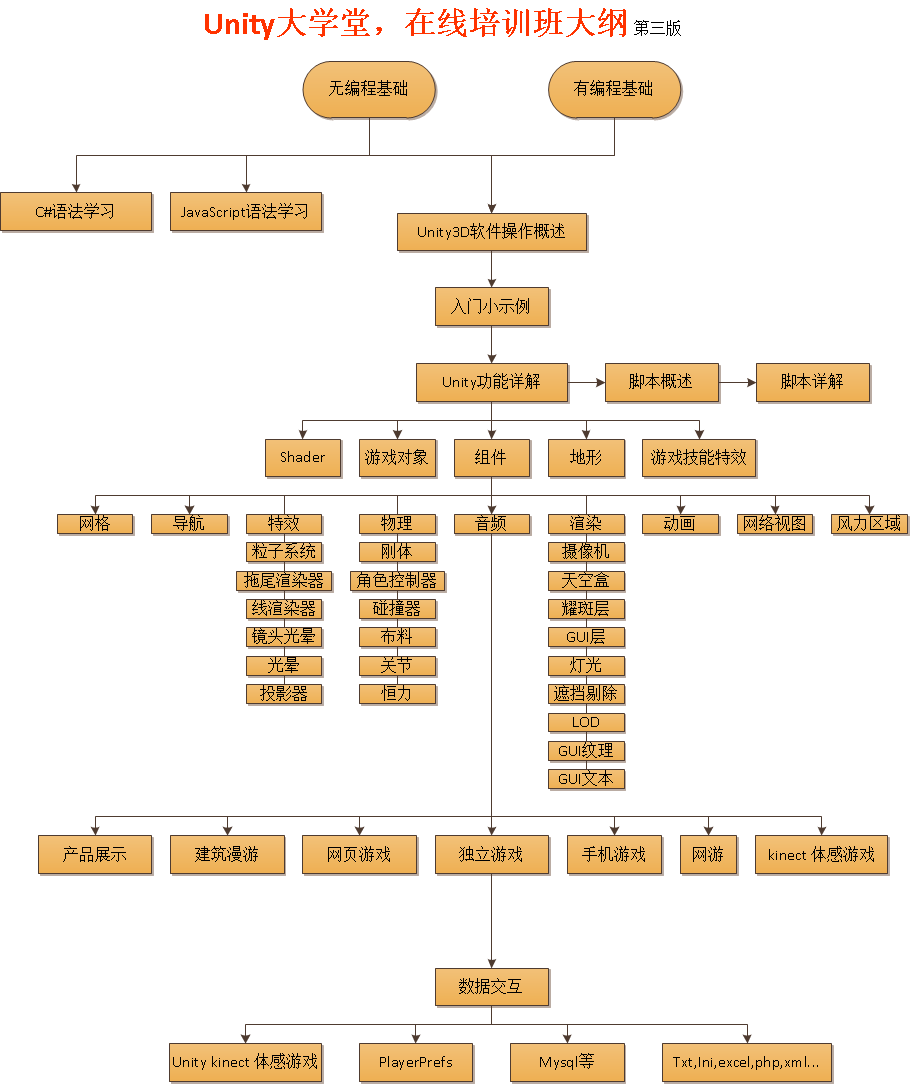 Unity大学堂，在线培训班大纲 第三版
无编程基础
有编程基础
C#语法学习
JavaScript语法学习
Unity3D软件操作概述
入门小示例
Unity功能详解
脚本概述
脚本详解
Shader
游戏对象
组件
地形
游戏技能特效
网格
导航
特效
物理
音频
渲染
动画
网络视图
风力区域
粒子系统
刚体
摄像机
拖尾渲染器
角色控制器
天空盒
线渲染器
碰撞器
耀斑层
镜头光晕
布料
GUI层
光晕
关节
灯光
投影器
恒力
遮挡剔除
LOD
GUI纹理
GUI文本
产品展示
建筑漫游
网页游戏
独立游戏
手机游戏
网游
kinect 体感游戏
数据交互
Unity kinect 体感游戏
PlayerPrefs
Mysql等
Txt,Ini,excel,php,xml...